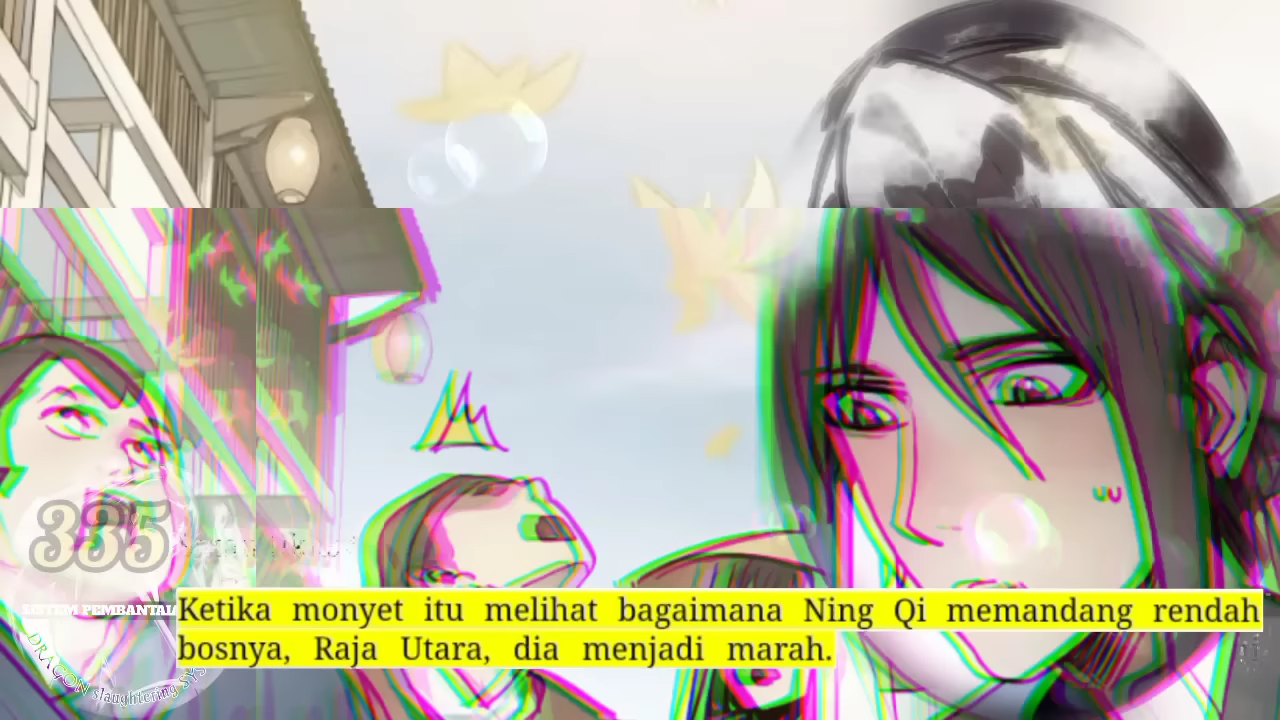 335
SISTEM PEMBANTAI
Ketika monyet itu melihat bagaimana Ning Qi memandang rendah
bosnya, Raja Utara, dia menjadi marah.
DRAGON slaughtering SYS